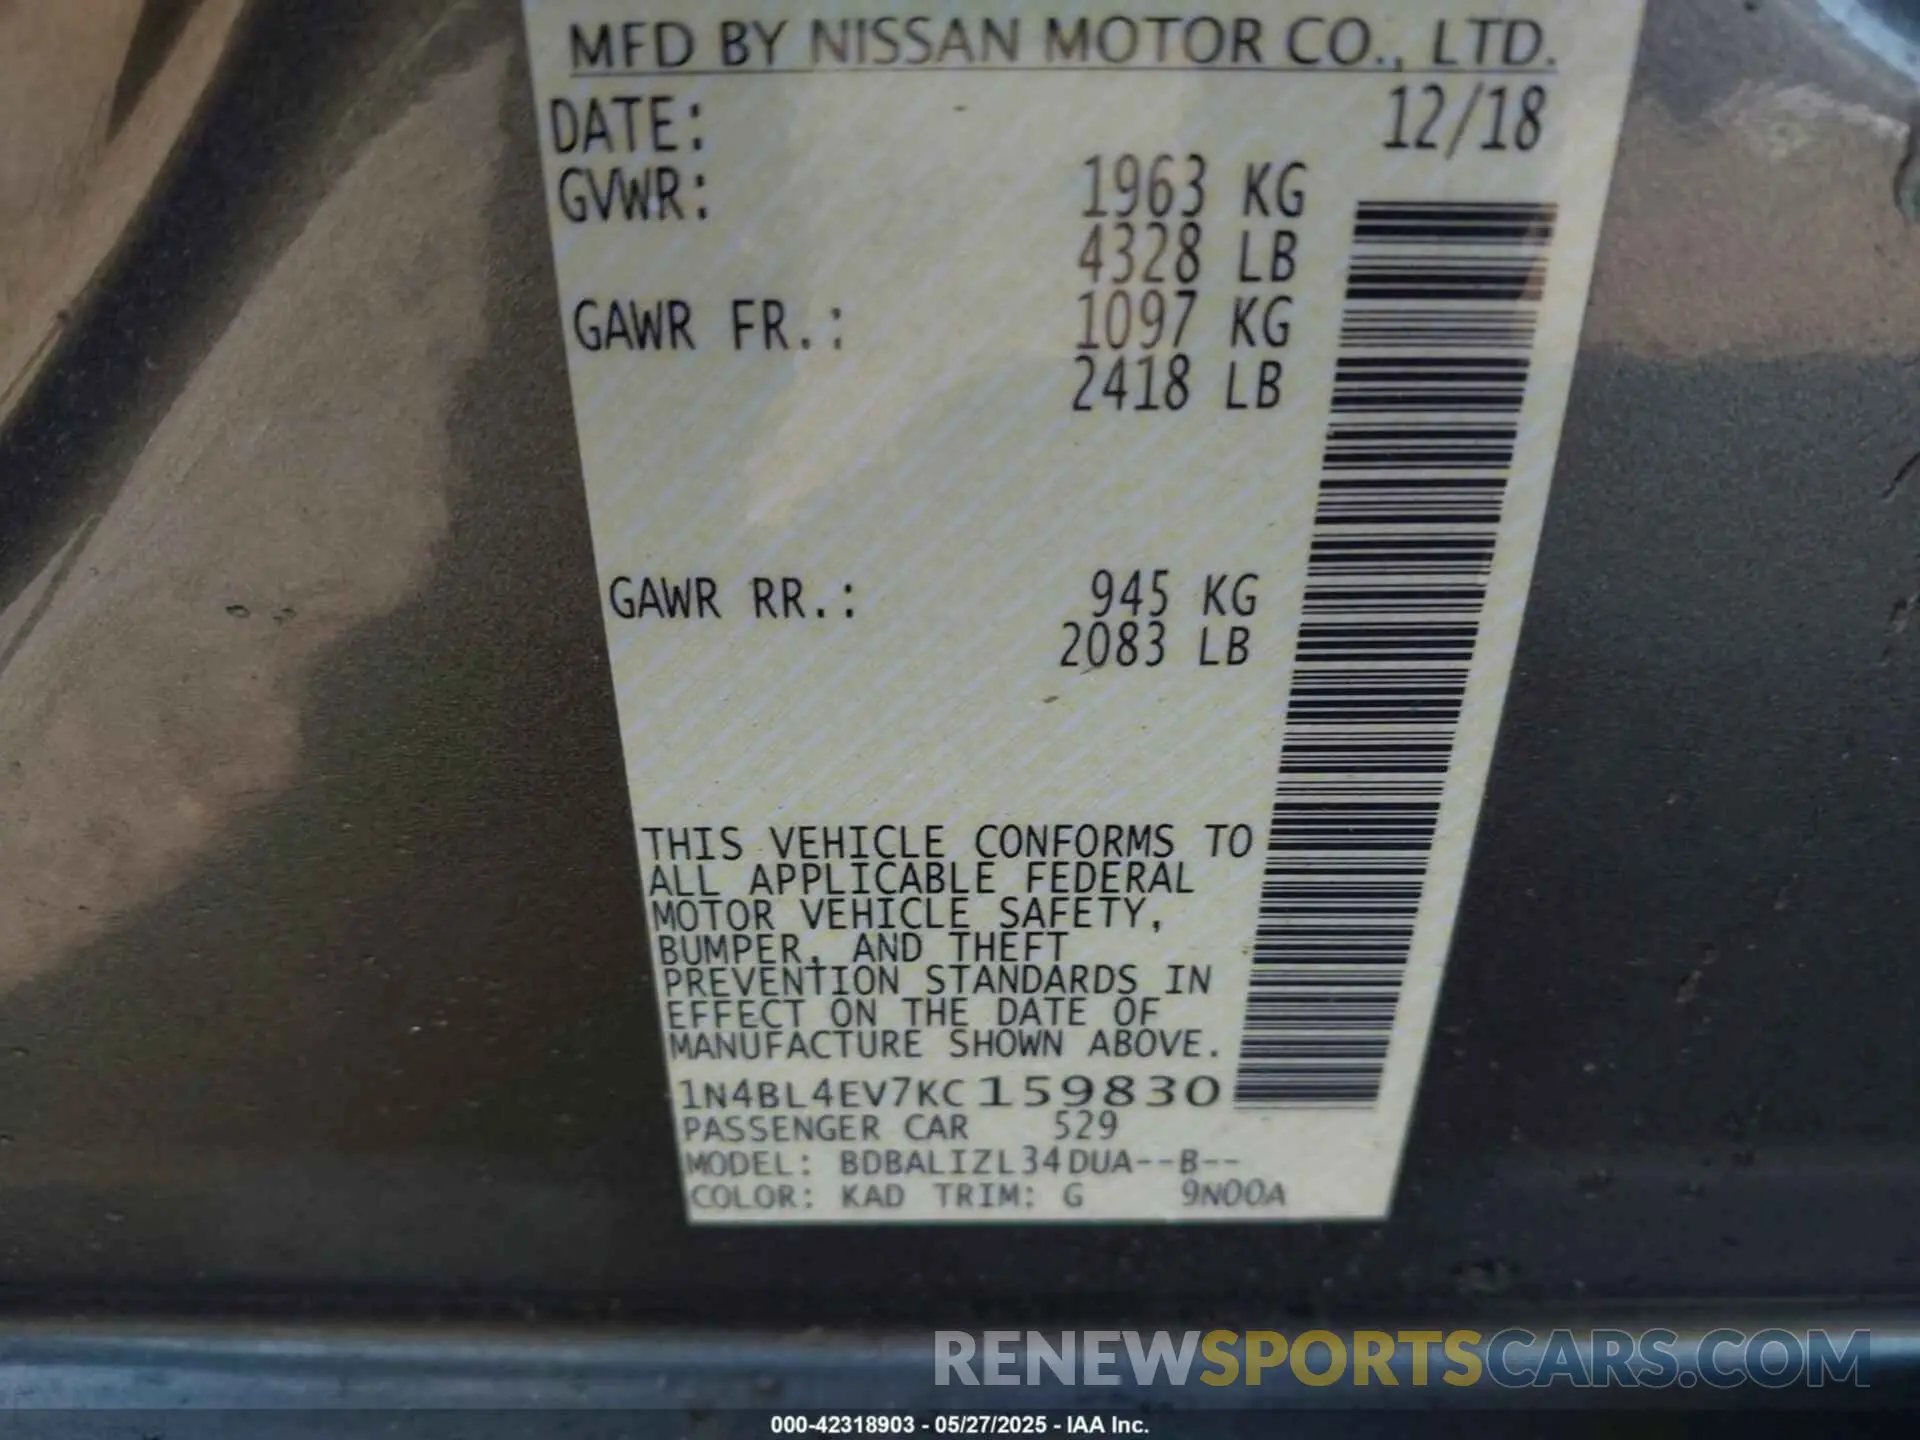 MFD BY NISSAN MOTOR CO., LTD.
DATE: 12/18
GVWR: 1963 KG
4328 LB
GAWR FR.: 1097 KG
2418 LB
GAWR RR.: 945 KG
2083 LB
THIS VEHICLE CONFORMS TO
ALL APPLICABLE FEDERAL
MOTOR VEHICLE SAFETY,
BUMPER, AND THEFT
PREVENTION STANDARDS IN
EFFECT ON THE DATE OF
MANUFACTURE SHOWN ABOVE.
1N4BL4EV7KC159830
PASSENGER CAR 529
MODEL: BDBALIZL34DUA--B--
COLOR: KAD TRIM: G 9N00A
RENEWSPORTSCARS.COM
000-42318903 - 05/27/2025 - IAA Inc.